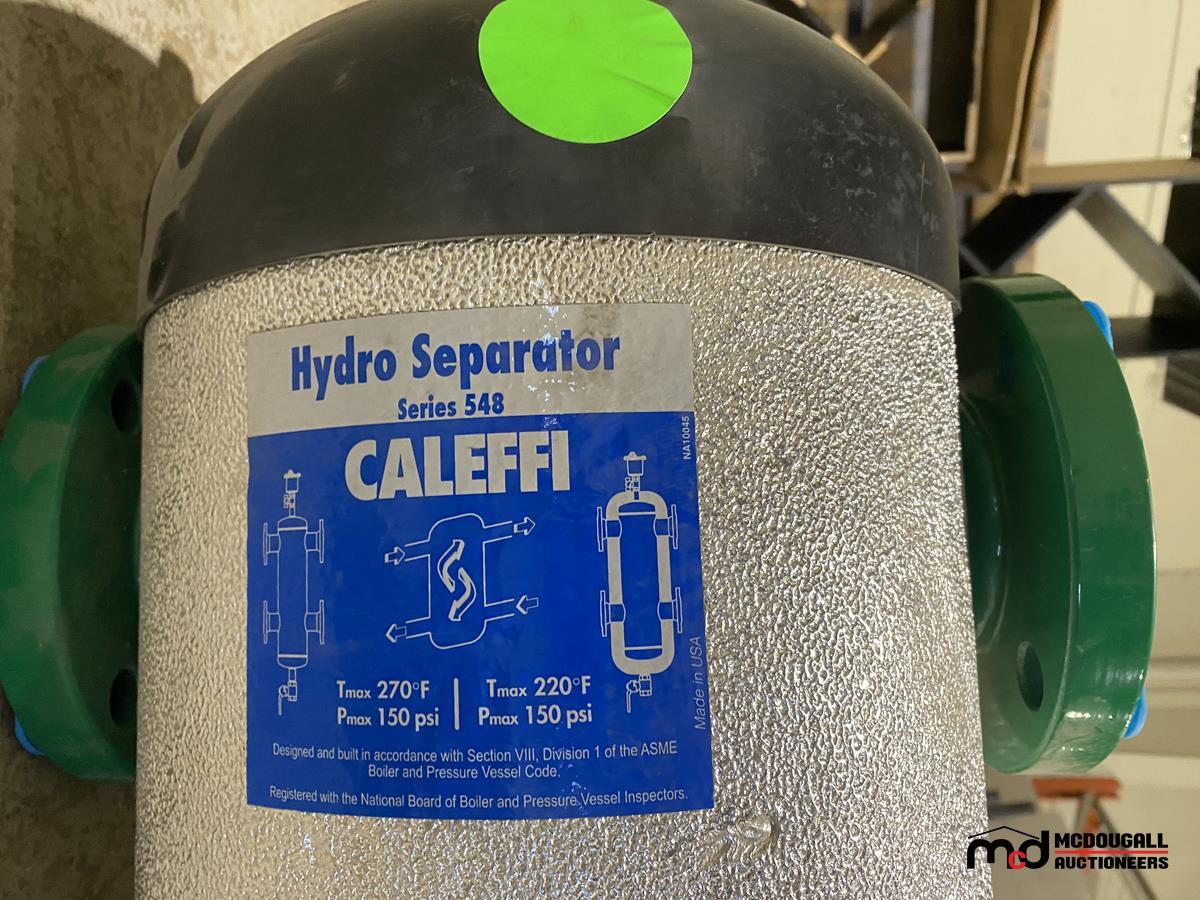 Hydro Separator
Series 548
CALEFFI
NA10045
Tmax 270°F
Pmax 150 psi
Tmax 220°F
Pmax 150 psi
Made in USA
Designed and built in accordance with Section VIII, Division 1 of the ASME
Boiler and Pressure Vessel Code.
Registered with the National Board of Boiler and Pressure Vessel Inspectors.
mcd
MCDOUGALL
AUCTIONEERS